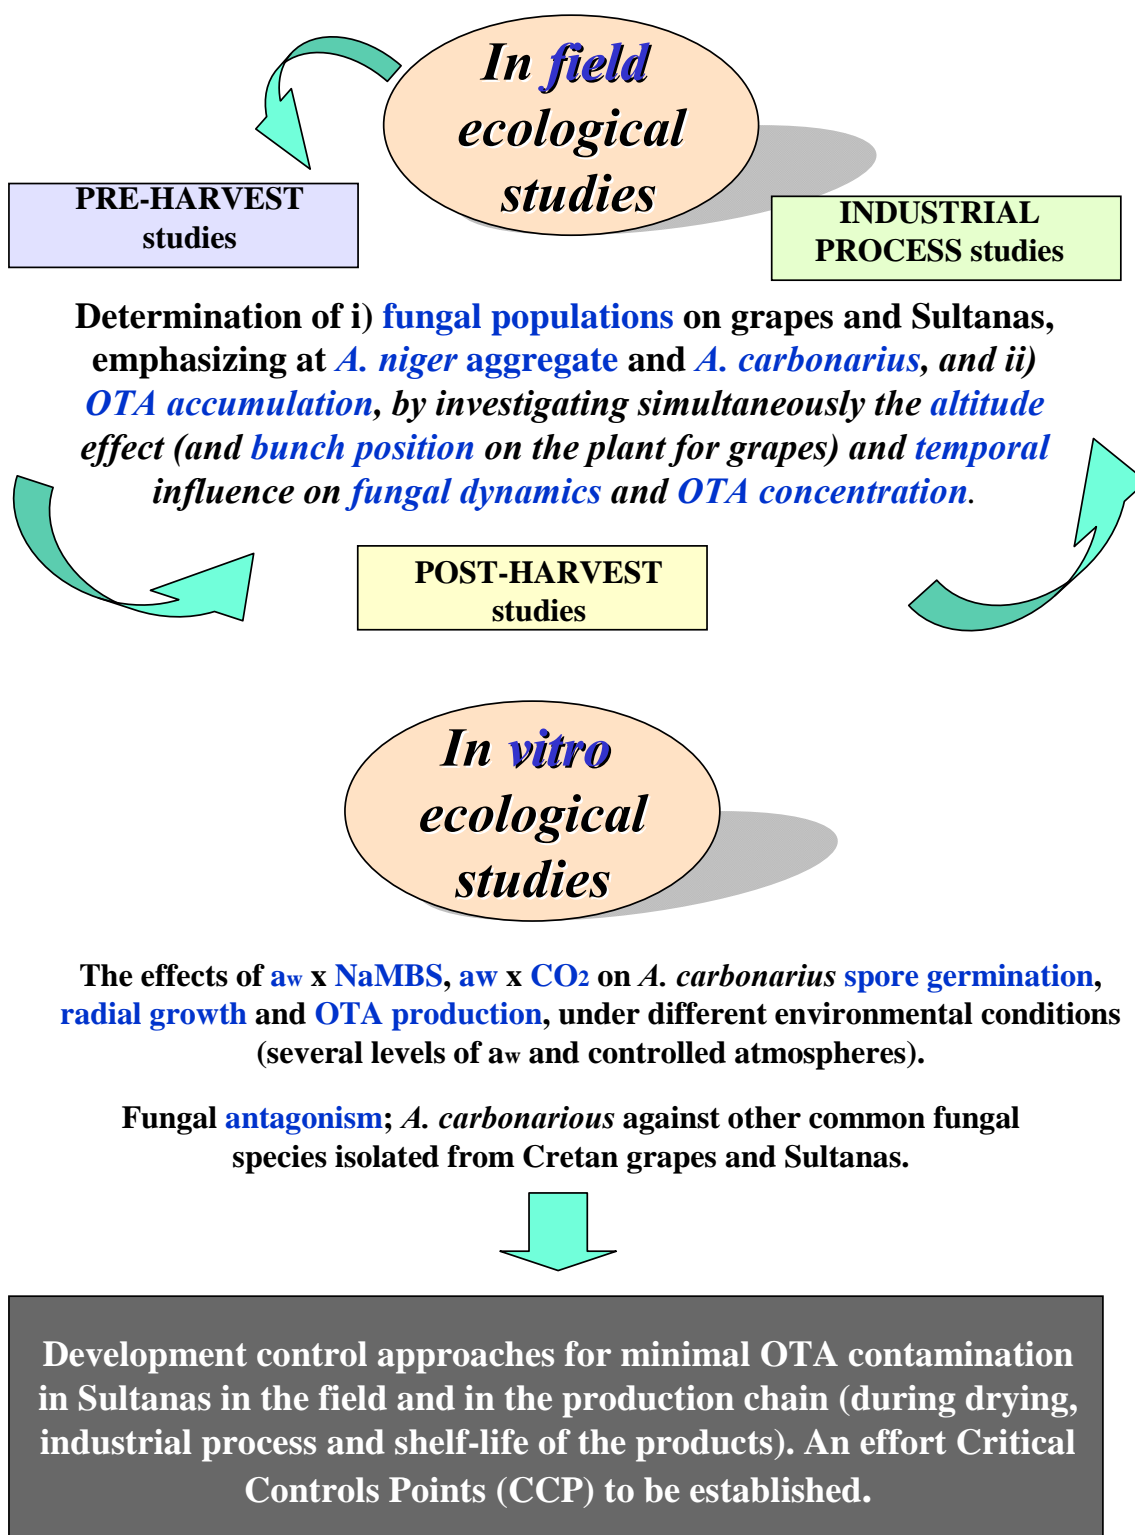 In field
ecological
studies
PRE-HARVEST
studies
INDUSTRIAL
PROCESS studies
Determination of i) fungal populations on grapes and Sultanas,
emphasizing at A. niger aggregate and A. carbonarius, and ii)
OTA accumulation, by investigating simultaneously the altitude
effect (and bunch position on the plant for grapes) and temporal
influence on fungal dynamics and OTA concentration.
POST-HARVEST
studies
In vitro
ecological
studies
The effects of aw x NaMBS, aw x CO2 on A. carbonarius spore germination,
radial growth and OTA production, under different environmental conditions
(several levels of aw and controlled atmospheres).
Fungal antagonism; A. carbonarious against other common fungal
species isolated from Cretan grapes and Sultanas.
Development control approaches for minimal OTA contamination
in Sultanas in the field and in the production chain (during drying,
industrial process and shelf-life of the products). An effort Critical
Controls Points (CCP) to be established.